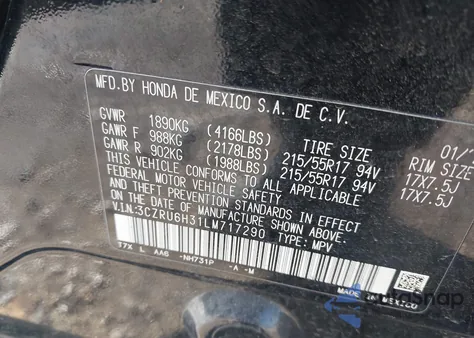 MFD.BY HONDA DE MEXICO S.A. DE C.V.
GVWR 1890KG (4166LBS) TIRE SIZE RIM SIZE
GAWR F 988KG (2178LBS) 215/55R17 94V 17X7.5J
GAWR R 902KG (1988LBS) 215/55R17 94V 17X7.5J
THIS VEHICLE CONFORMS TO ALL APPLICABLE
FEDERAL MOTOR VEHICLE SAFETY BUMPER
AND THEFT PREVENTION STANDARDS IN EFFECT
ON THE DATE OF MANUFACTURE SHOWN ABOVE.
V.I.N.:3CZRU6H31LM717290 TYPE: MPV
T7X L AA6 -NH731P -A -M
MADE IN MEXICO